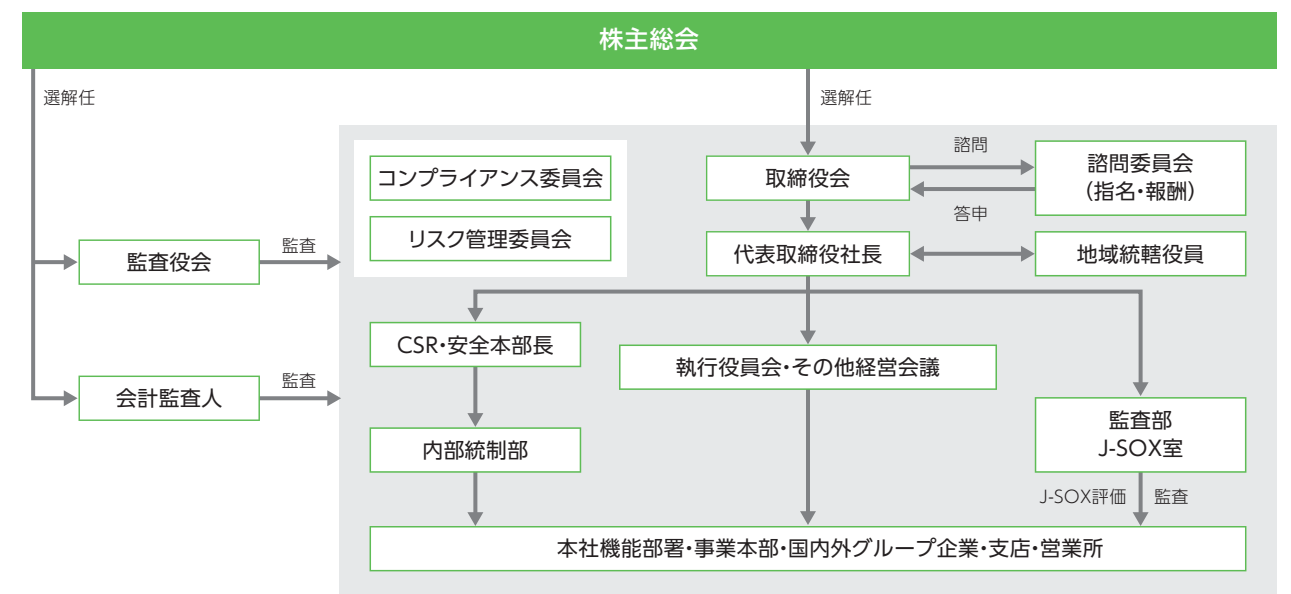 株主総会
選解任
選解任
コンプライアンス委員会
リスク管理委員会
取締役会
諮問
答申
諮問委員会
(指名・報酬)
監査役会
監査
代表取締役社長
地域統轄役員
CSR・安全本部長
執行役員会・その他経営会議
会計監査人
監査
内部統制部
監査部
J-SOX室
J-SOX評価
監査
本社機能部署・事業本部・国内外グループ企業・支店・営業所